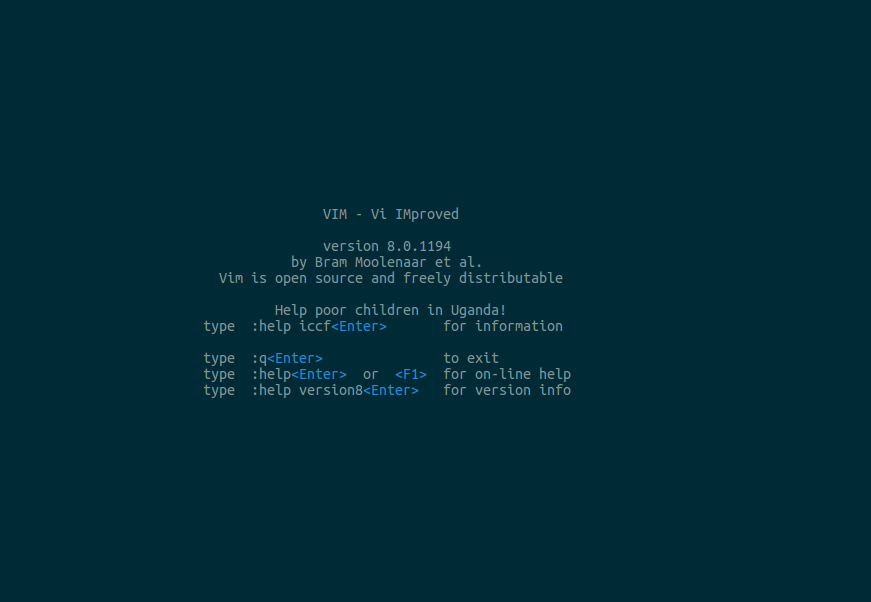 VIM - Vi IMproved
version 8.0.1194
by Bram Moolenaar et al.
Vim is open source and freely distributable
Help poor children in Uganda!
type  :help iccf<Enter>       for information
type  :q<Enter>               to exit
type  :help<Enter>  or  <F1>  for on-line help
type  :help version8<Enter>   for version info